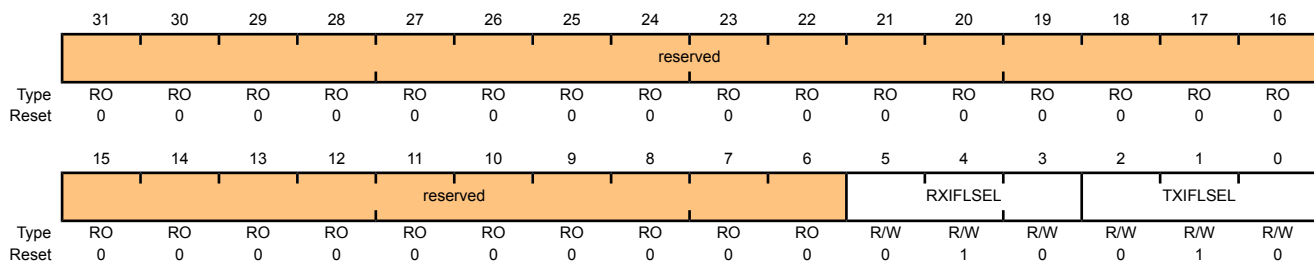 31 30 29 28 27 26 25 24 23 22 21 20 19 18 17 16
reserved
Type RO RO RO RO RO RO RO RO RO RO RO RO RO RO RO RO
Reset 0 0 0 0 0 0 0 0 0 0 0 0 0 0 0 0
15 14 13 12 11 10 9 8 7 6 5 4 3 2 1 0
reserved RXIFLSEL TXIFLSEL
Type RO RO RO RO RO RO RO RO RO RO R/W R/W R/W R/W R/W R/W
Reset 0 0 0 0 0 0 0 0 0 0 0 1 0 0 1 0